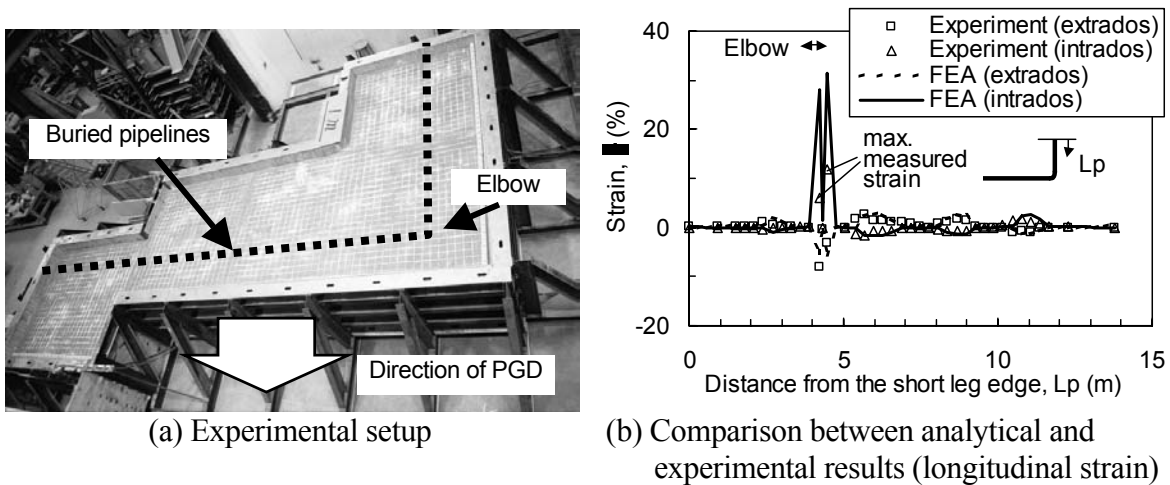 Buried pipelines
Elbow
Direction of PGD
(a) Experimental setup
40
20
0
-20
Strain, (%)
Elbow
Experiment (extrados)
Experiment (intrados)
FEA (extrados)
FEA (intrados)
max.
measured
strain
Lp
0
5
10
15
Distance from the short leg edge, Lp (m)
(b) Comparison between analytical and
experimental results (longitudinal strain)